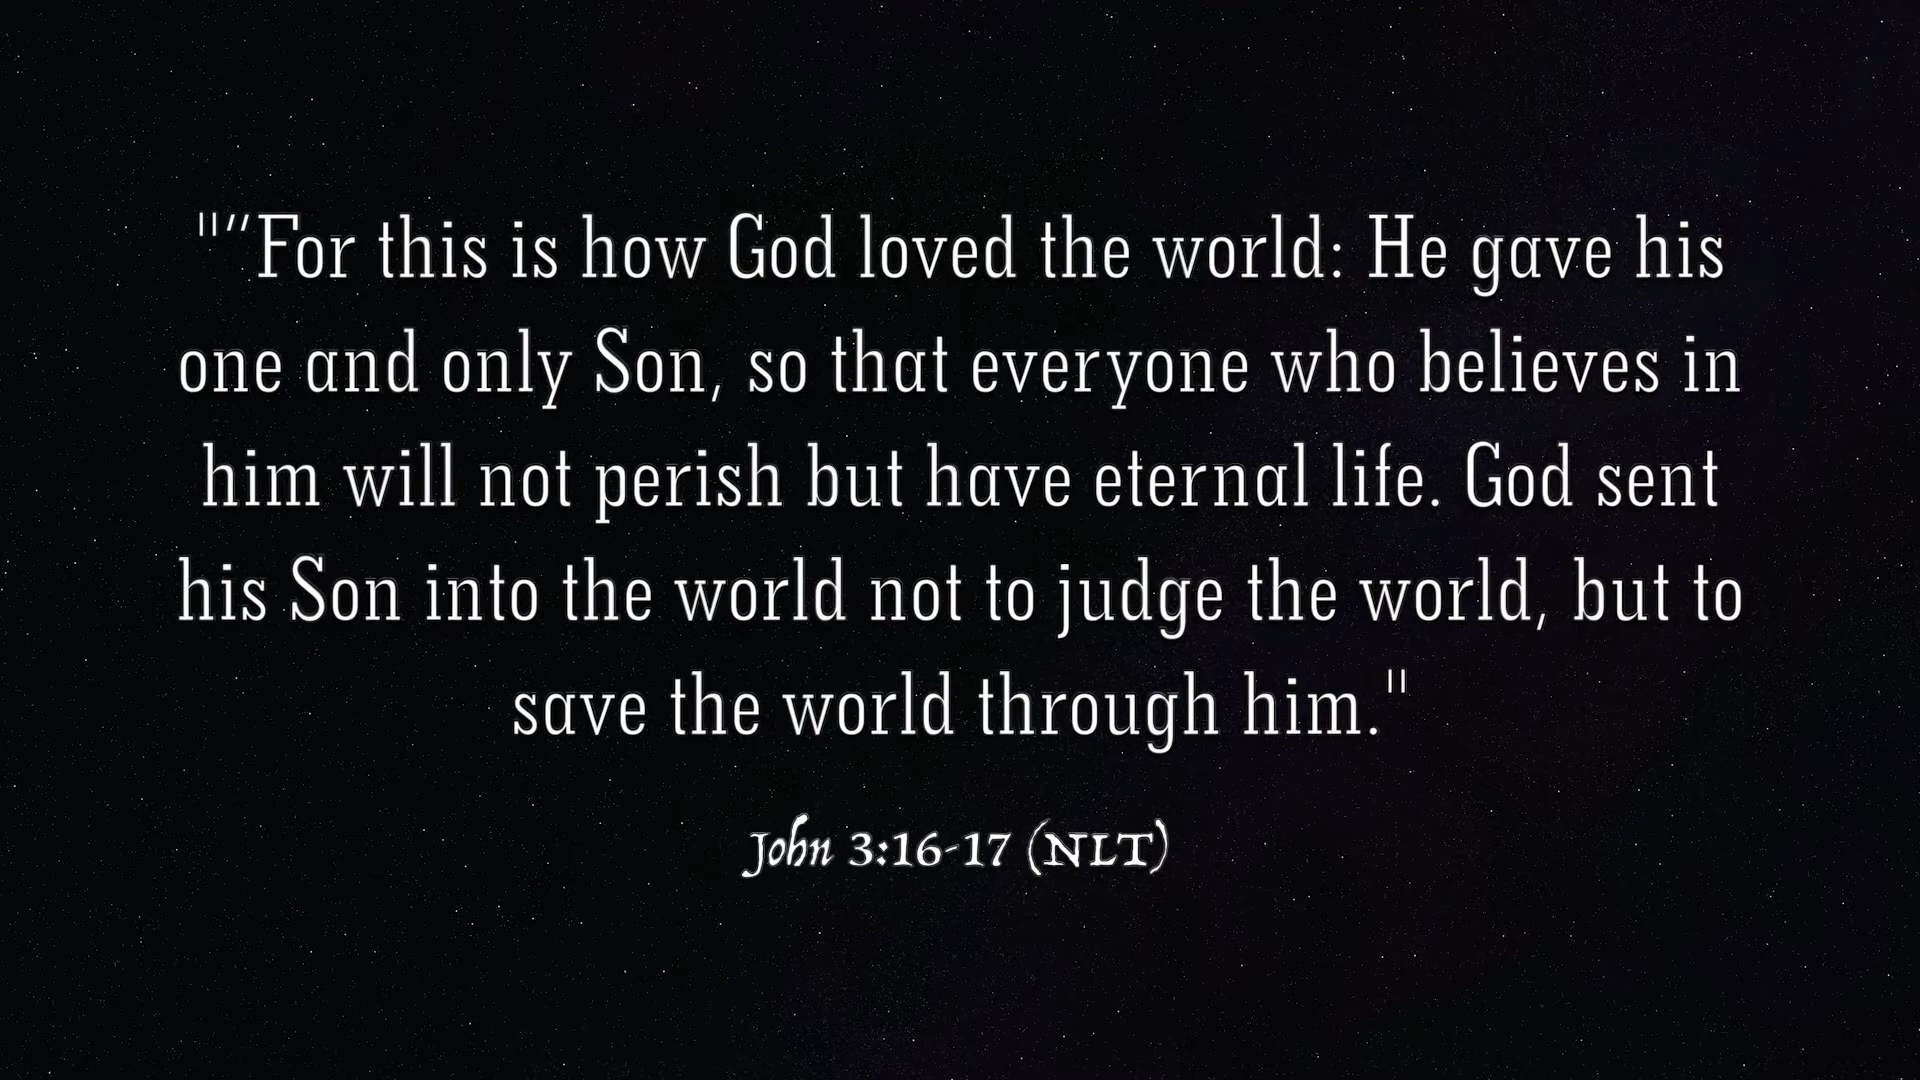 "“For this is how God loved the world: He gave his
one and only Son, so that everyone who believes in
him will not perish but have eternal life. God sent
his Son into the world not to judge the world, but to
save the world through him."
John 3:16-17 (NLT)